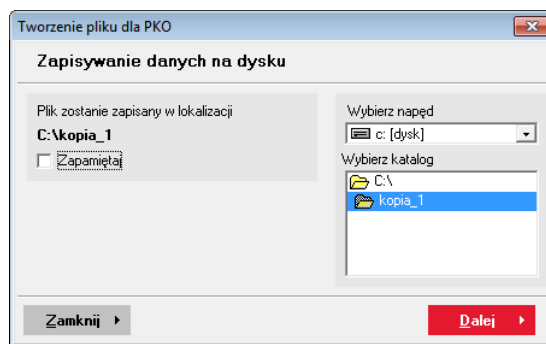 Tworzenie pliku dla PKO
Zapisywanie danych na dysku
Plik zostanie zapisany w lokalizacji
C:\kopia_1
Zapamiętaj
Wybierz napęd
c: [dysk]
Wybierz katalog
C:\
kopia_1
Zamknij
Dalej